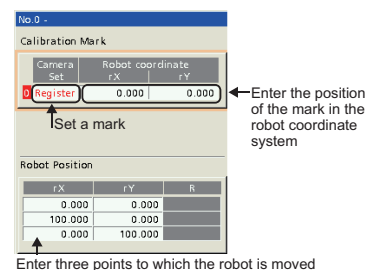 No.0 -
Calibration Mark
Camera Set Robot coordinate
rX rY
0 Register 0.000 0.000
Enter the position
of the mark in the
robot coordinate
system
Set a mark
Robot Position
rX rY R
0.000 0.000
100.000 0.000
0.000 100.000
Enter three points to which the robot is moved